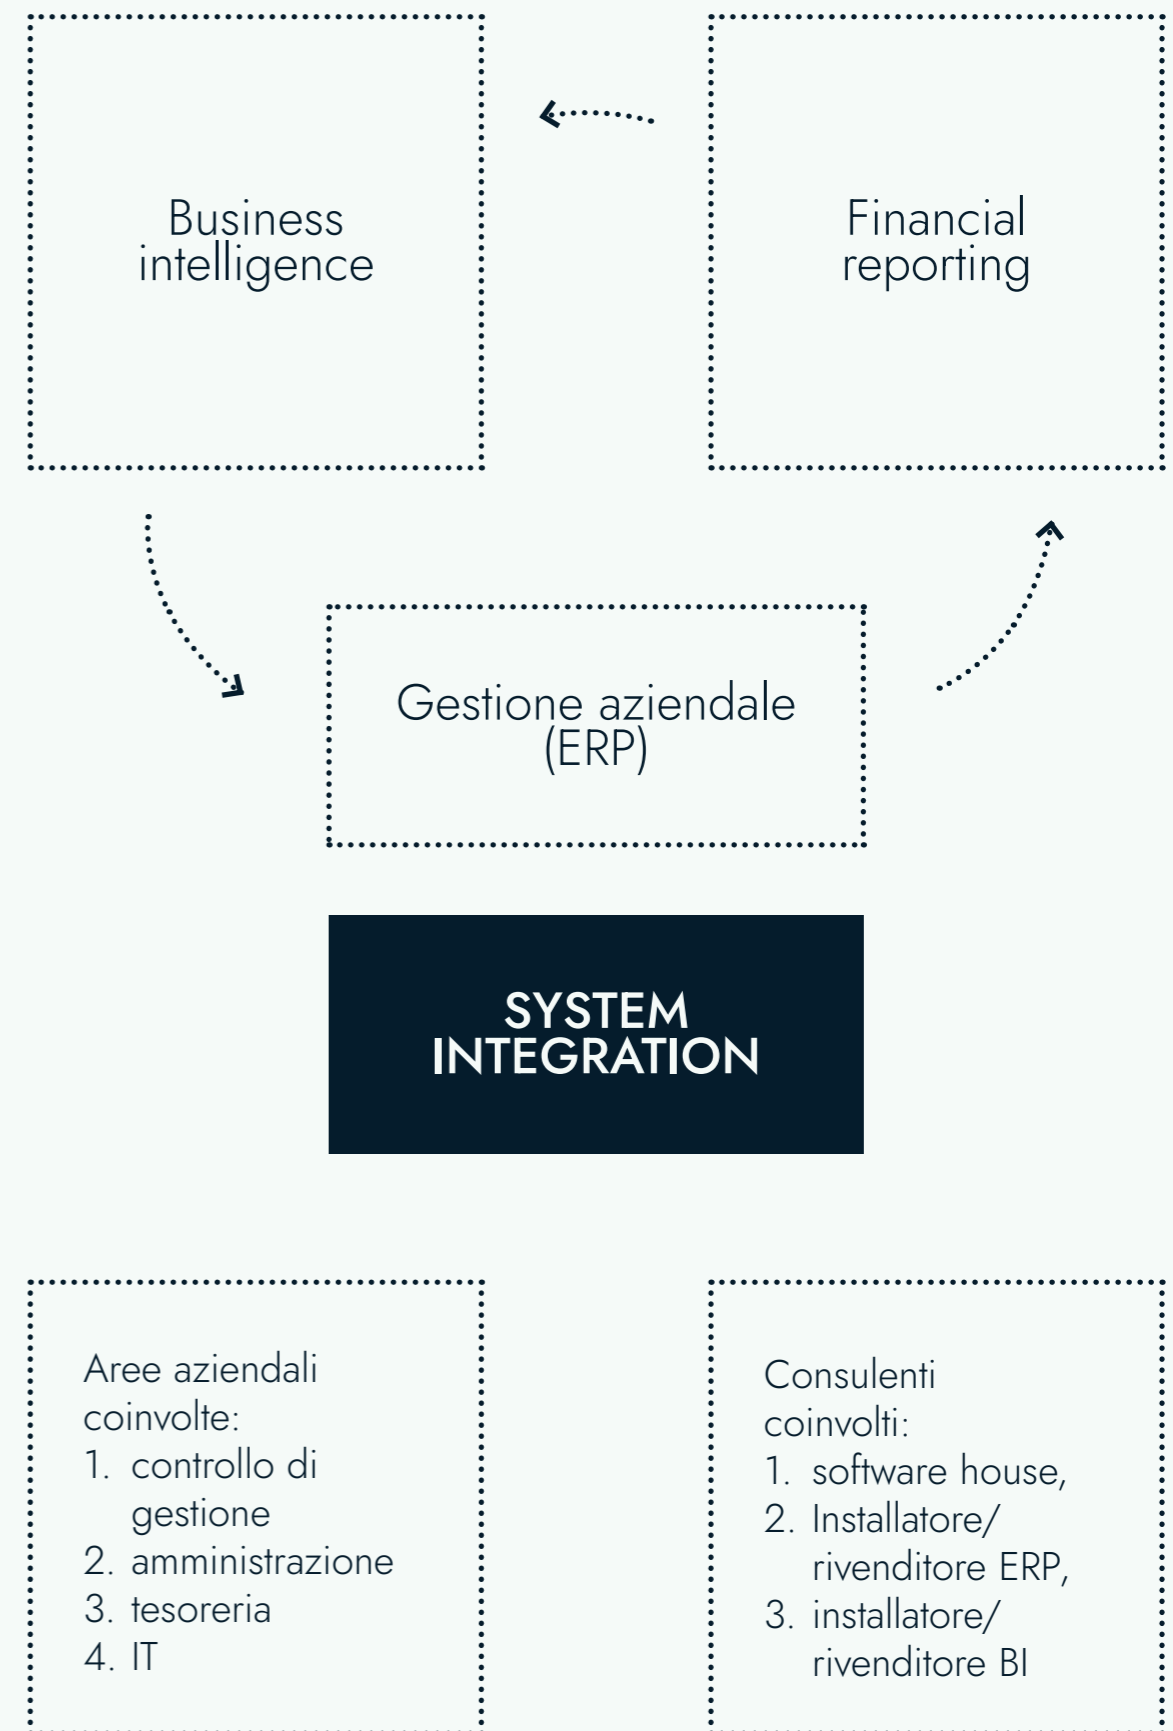 Business
intelligence
Financial
reporting
Gestione aziendale
(ERP)
SYSTEM
INTEGRATION
Aree aziendali
coinvolte:
1. controllo di
gestione
2. amministrazione
3. tesoreria
4. IT
Consulenti
coinvolti:
1. software house,
2. Installatore/
rivenditore ERP,
3. installatore/
rivenditore BI